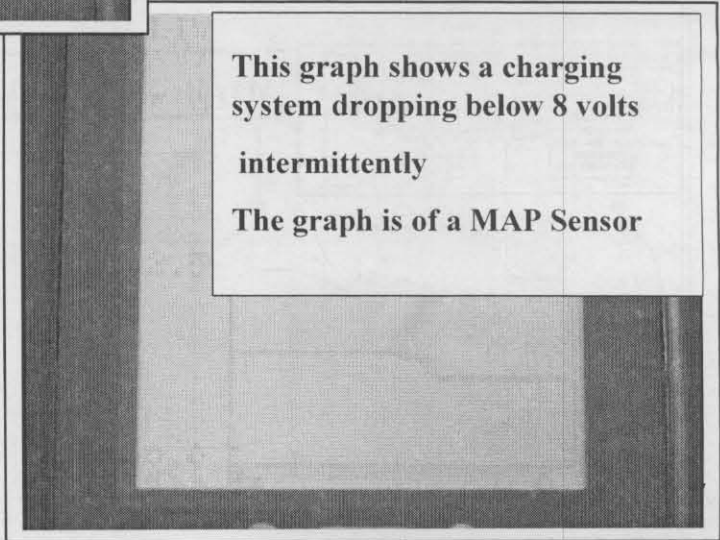 This graph shows a charging
system dropping below 8 volts
intermittently
The graph is of a MAP Sensor